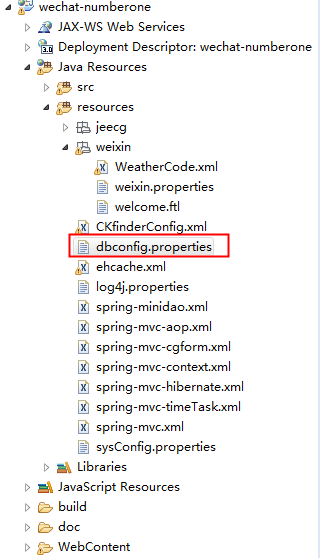 wechat-numberone
JAX-WS Web Services
Deployment Descriptor: wechat-numberone
Java Resources
src
resources
jeecg
weixin
WeatherCode.xml
weixin.properties
welcome.ftl
CKfinderConfig.xml
dbconfig.properties
ehcache.xml
log4j.properties
spring-minidao.xml
spring-mvc-aop.xml
spring-mvc-cgform.xml
spring-mvc-context.xml
spring-mvc-hibernate.xml
spring-mvc-timeTask.xml
spring-mvc.xml
sysConfig.properties
Libraries
JavaScript Resources
build
doc
WebContent